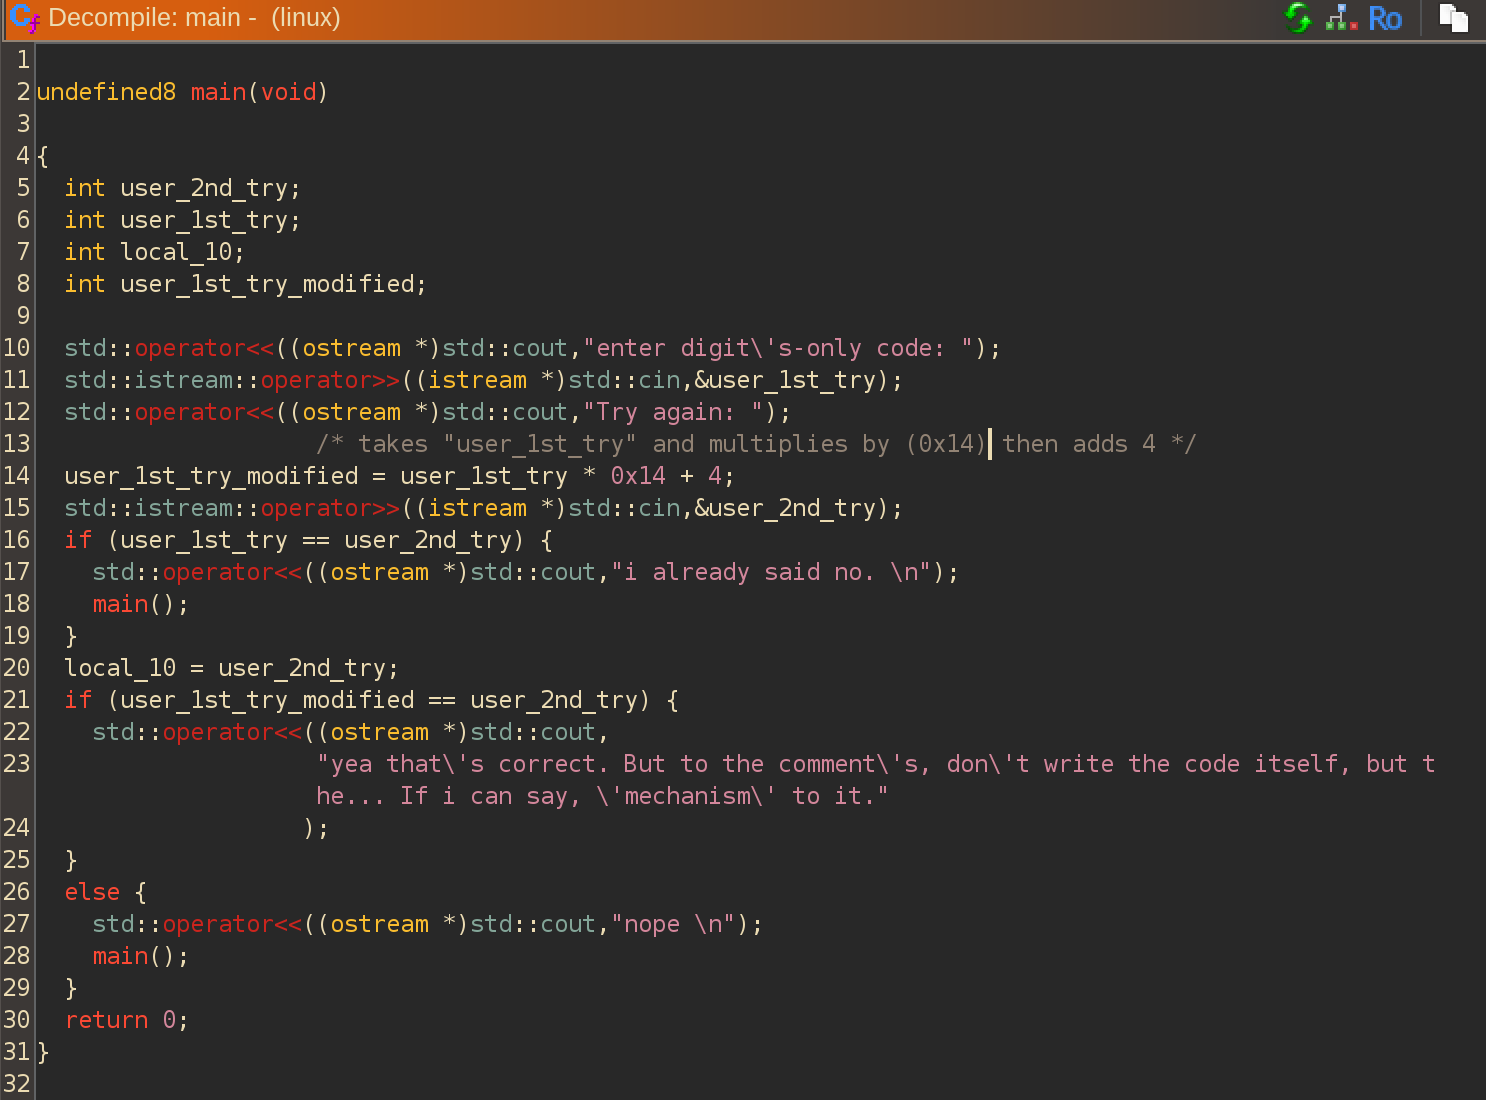 Cf Decompile: main - (linux) Ro
1
2 undefined8 main(void)
3
4 {
5   int user_2nd_try;
6   int user_1st_try;
7   int local_10;
8   int user_1st_try_modified;
9
10   std::operator<<((ostream *)std::cout,"enter digit\'s-only code: ");
11   std::istream::operator>>((istream *)std::cin,&user_1st_try);
12   std::operator<<((ostream *)std::cout,"Try again: ");
13                     /* takes "user_1st_try" and multiplies by (0x14) then adds 4 */
14   user_1st_try_modified = user_1st_try * 0x14 + 4;
15   std::istream::operator>>((istream *)std::cin,&user_2nd_try);
16   if (user_1st_try == user_2nd_try) {
17     std::operator<<((ostream *)std::cout,"i already said no. \n");
18     main();
19   }
20   local_10 = user_2nd_try;
21   if (user_1st_try_modified == user_2nd_try) {
22     std::operator<<((ostream *)std::cout,
23                     "yea that\'s correct. But to the comment\'s, don\'t write the code itself, but t
                     he... If i can say, \'mechanism\' to it."
24                    );
25   }
26   else {
27     std::operator<<((ostream *)std::cout,"nope \n");
28     main();
29   }
30   return 0;
31 }
32